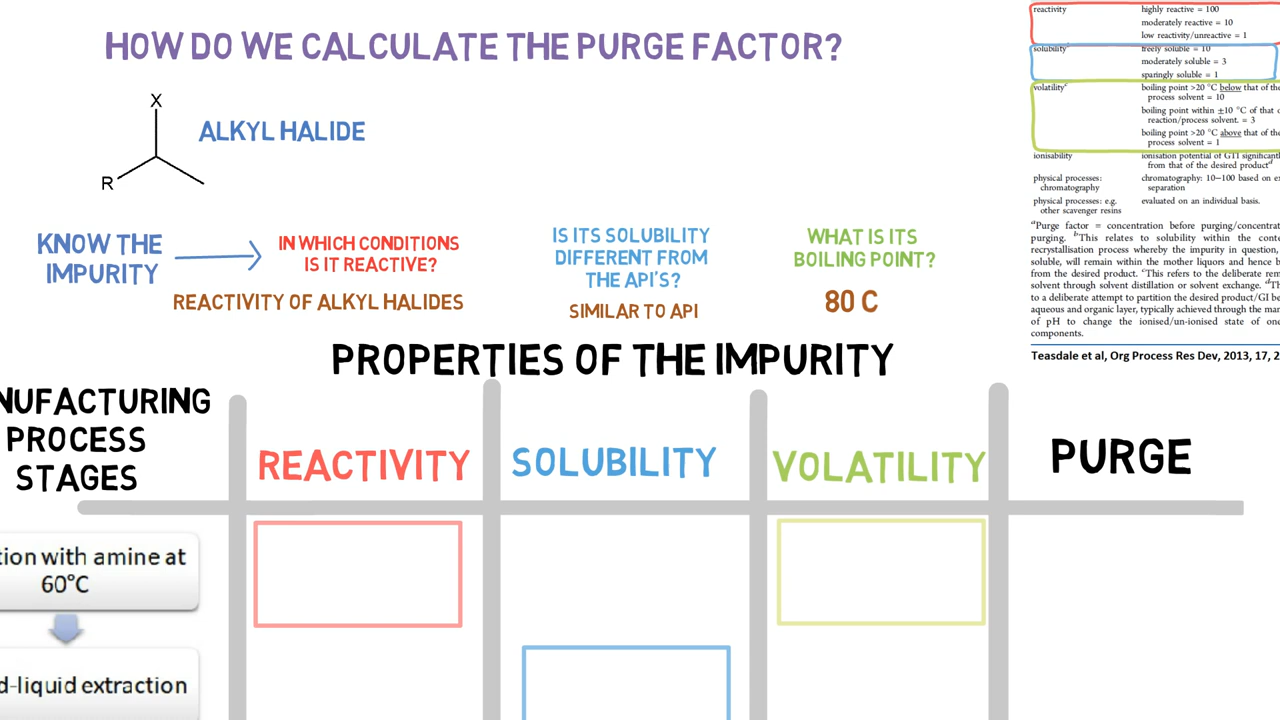 HOW DO WE CALCULATE THE PURGE FACTOR?
X
ALKYL HALIDE
R
KNOW THE
IMPURITY
IN WHICH CONDITIONS
IS IT REACTIVE?
REACTIVITY OF ALKYL HALIDES
IS ITS SOLUBILITY
DIFFERENT FROM
THE API'S?
SIMILAR TO API
WHAT IS ITS
BOILING POINT?
80 C
reactivity highly reactive = 100
moderately reactive = 10
low reactivity/unreactive = 1
solubility freely soluble = 10
moderately soluble = 3
sparingly soluble = 1
volatility^c boiling point >20 °C below that of the
process solvent = 10
boiling point within ±10 °C of that o
reaction/process solvent. = 3
boiling point >20 °C above that of the
process solvent = 1
ionisability ionisation potential of GTI significant
from that of the desired product^d
physical processes: chromatography: 10–100 based on ex
chromatography separation
physical processes: e.g. evaluated on an individual basis.
other scavenger resins
^aPurge factor = concentration before purging/concentrat
purging. ^bThis relates to solubility within the conte
recrystallisation process whereby the impurity in question,
soluble, will remain within the mother liquors and hence b
from the desired product. ^cThis refers to the deliberate rem
solvent through solvent distillation or solvent exchange. ^dTh
to a deliberate attempt to partition the desired product/GI be
aqueous and organic layer, typically achieved through the man
of pH to change the ionised/un-ionised state of one
components.
Teasdale et al, Org Process Res Dev, 2013, 17, 2
PROPERTIES OF THE IMPURITY
NUFACTURING
PROCESS
STAGES
REACTIVITY
SOLUBILITY
VOLATILITY
PURGE
tion with amine at
60°C
d-liquid extraction